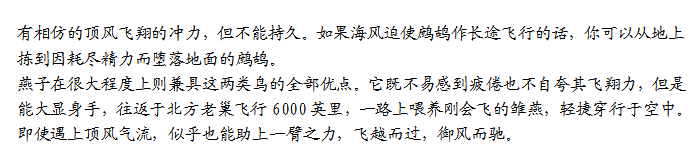 有相仿的顶风飞翔的冲力，但不能持久。如果海风迫使鹧鸪作长途飞行的话，你可以从地上
拣到因耗尽精力而堕落地面的鹧鸪。
燕子在很大程度上则兼具这两类鸟的全部优点。它既不易感到疲倦也不自夸其飞翔力，但是
能大显身手，往返于北方老巢飞行6000英里，一路上喂养刚会飞的雏燕，轻捷穿行于空中。
即使遇上顶风气流，似乎也能助上一臂之力，飞越而过，御风而驰。